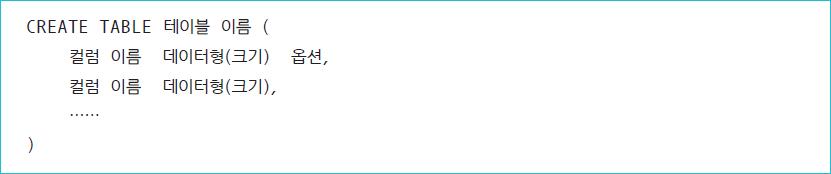 CREATE TABLE 테이블 이름 (
컬럼 이름 데이터형(크기) 옵션,
컬럼 이름 데이터형(크기),
……
)